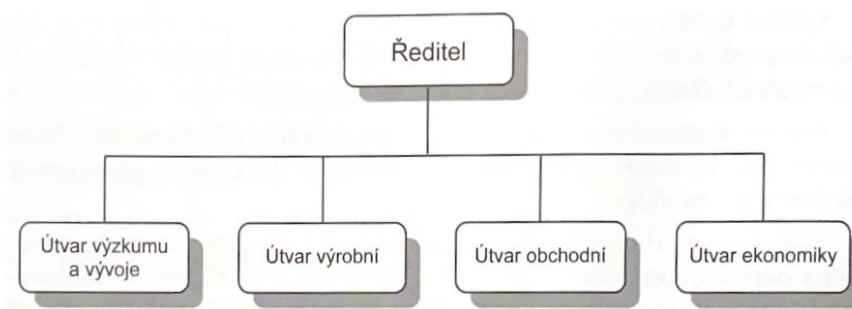 Ředitel
Útvar výzkumu
a vývoje
Útvar výrobní
Útvar obchodní
Útvar ekonomiky